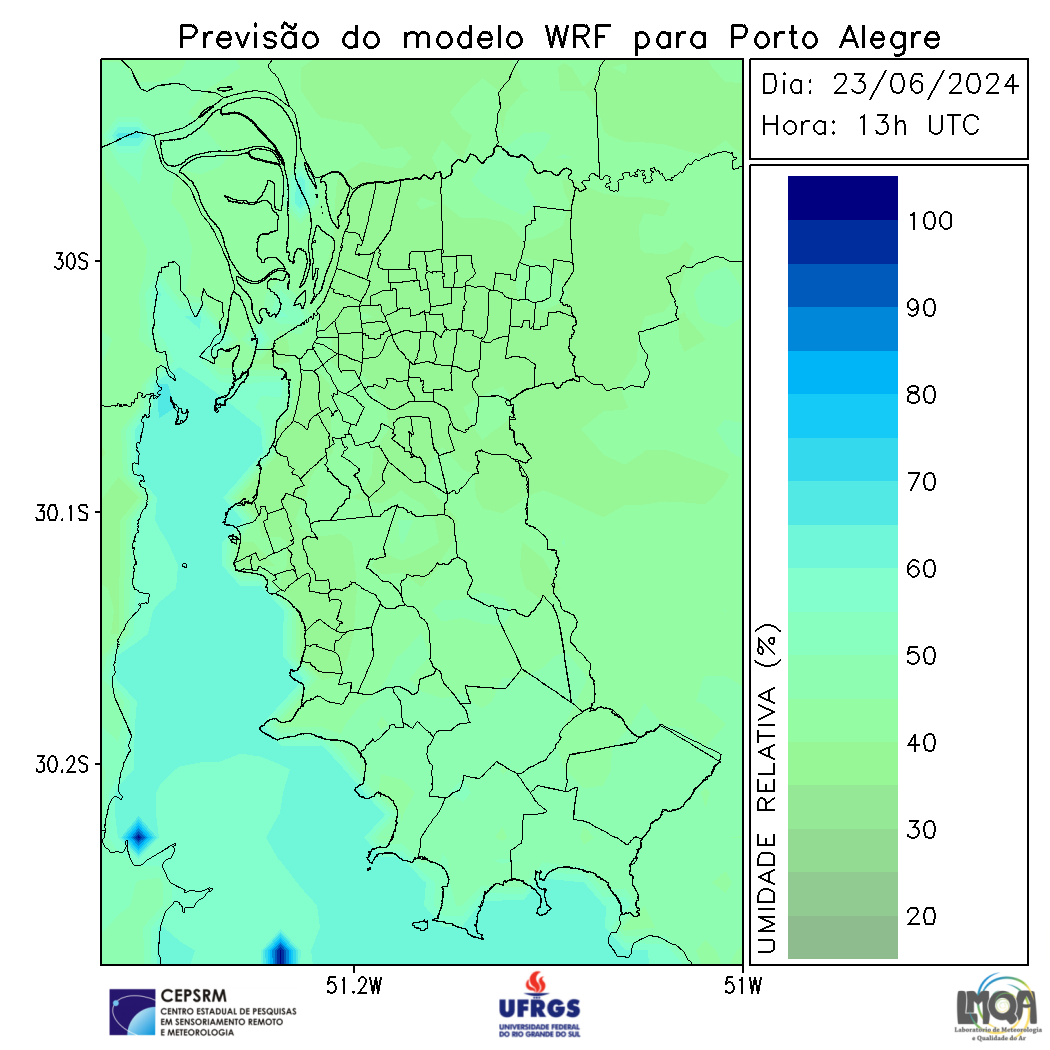 Previsão do modelo WRF para Porto Alegre
Dia: 23/06/2024
Hora: 13h UTC
30S
30.1S
30.2S
51.2W
51W
100
90
80
70
60
50
40
30
20
UMIDADE RELATIVA (%)
CEPSRM
CENTRO ESTADUAL DE PESQUISAS
EM SENSORIAMENTO REMOTO
E METEOROLOGIA
UFRGS
UNIVERSIDADE FEDERAL
DO RIO GRANDE DO SUL
LMQA
Laboratório de Meteorologia
e Qualidade do Ar